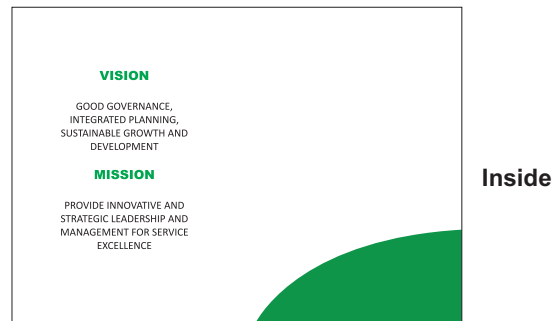 VISION
GOOD GOVERNANCE,
INTEGRATED PLANNING,
SUSTAINABLE GROWTH AND
DEVELOPMENT
MISSION
PROVIDE INNOVATIVE AND
STRATEGIC LEADERSHIP AND
MANAGEMENT FOR SERVICE
EXCELLENCE
Inside